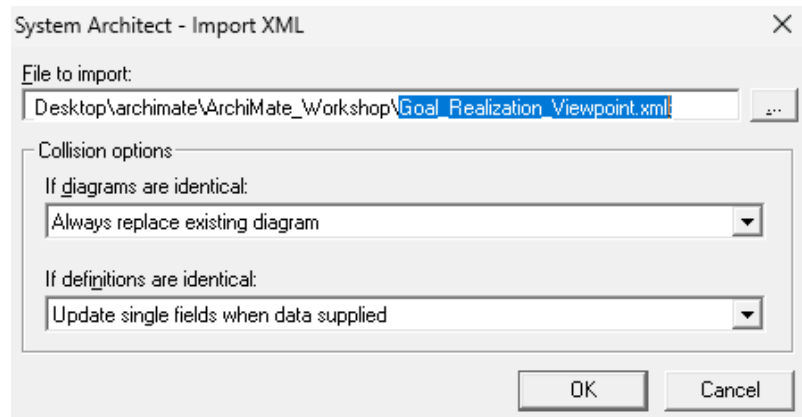 System Architect - Import XML
File to import:
Desktop\archimate\ArchiMate_Workshop\Goal_Realization_Viewpoint.xml
...
Collision options
If diagrams are identical:
Always replace existing diagram
If definitions are identical:
Update single fields when data supplied
OK Cancel